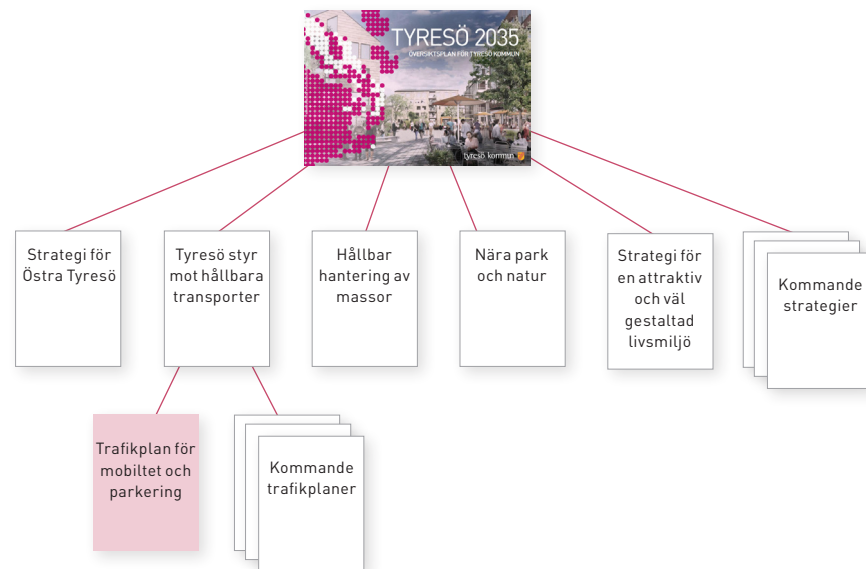 TYRESÖ 2035
ÖVERSIKTSPLAN FÖR TYRESÖ KOMMUN
tyresö kommun
Strategi för
Östra Tyresö
Tyresö styr
mot hållbara
transporter
Hållbar
hantering av
massor
Nära park
och natur
Strategi för
en attraktiv
och väl
gestaltad
livsmiljö
Kommande
strategier
Trafikplan för
mobiltet och
parkering
Kommande
trafikplaner